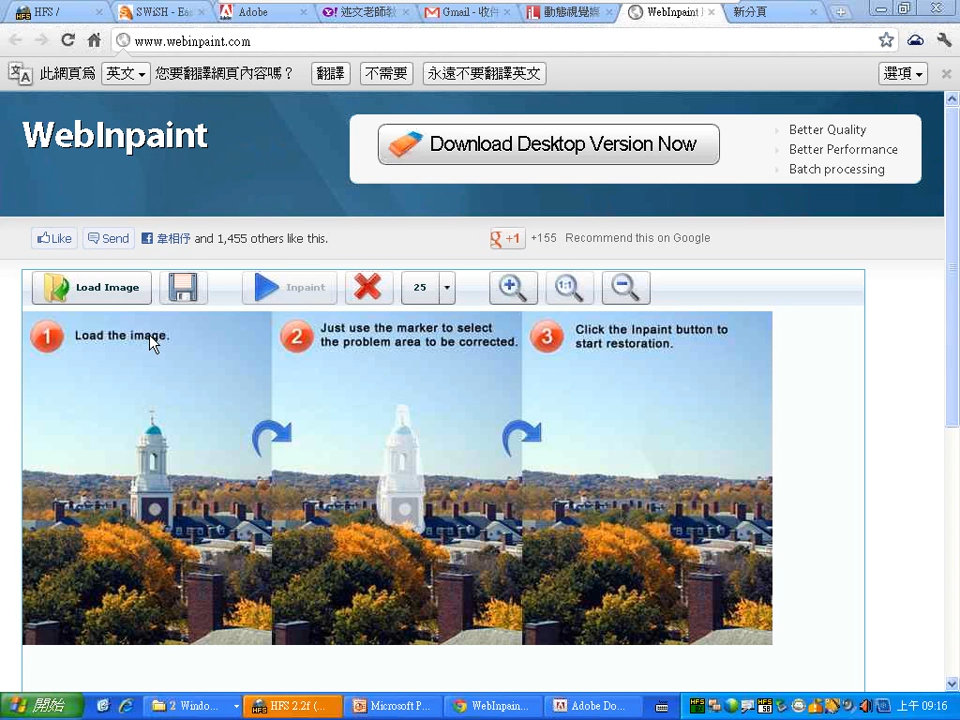 HFS /
SWiSH - Eas
Adobe
述文老師教
Gmail - 收件
動態視覺媒
WebInpaint |
新分頁
www.webinpaint.com
此網頁為 英文 您要翻譯網頁內容嗎？ 翻譯 不需要 永遠不要翻譯英文 選項
WebInpaint
Download Desktop Version Now
Better Quality
Better Performance
Batch processing
Like Send 韋相伃 and 1,455 others like this.
+1 +155 Recommend this on Google
Load Image Inpaint 25 1:1
1 Load the image.
2 Just use the marker to select
the problem area to be corrected.
3 Click the Inpaint button to
start restoration.
開始 2 Windo... HFS 2.2f (... Microsoft P... WebInpain... Adobe Do... 上午 09:16